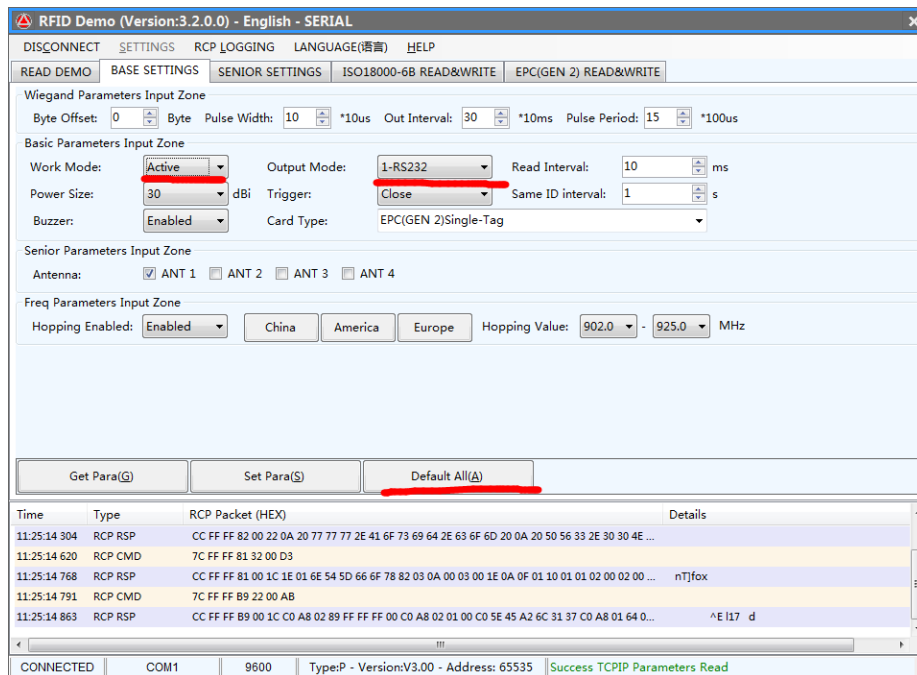 RFID Demo (Version:3.2.0.0) - English - SERIAL
DISCONNECT SETTINGS RCP LOGGING LANGUAGE(语言) HELP
READ DEMO BASE SETTINGS SENIOR SETTINGS ISO18000-6B READ&WRITE EPC(GEN 2) READ&WRITE
Wiegand Parameters Input Zone
Byte Offset: 0 Byte Pulse Width: 10 *10us Out Interval: 30 *10ms Pulse Period: 15 *100us
Basic Parameters Input Zone
Work Mode: Active Output Mode: 1-RS232 Read Interval: 10 ms
Power Size: 30 dBi Trigger: Close Same ID interval: 1 s
Buzzer: Enabled Card Type: EPC(GEN 2)Single-Tag
Senior Parameters Input Zone
Antenna: ANT 1 ANT 2 ANT 3 ANT 4
Freq Parameters Input Zone
Hopping Enabled: Enabled China America Europe Hopping Value: 902.0 - 925.0 MHz
Get Para(G) Set Para(S) Default All(A)
Time Type RCP Packet (HEX) Details
11:25:14 304 RCP RSP CC FF FF 82 00 22 0A 20 77 77 77 2E 41 6F 73 69 64 2E 63 6F 6D 20 0A 20 50 56 33 2E 30 30 4E ...
11:25:14 620 RCP CMD 7C FF FF 81 32 00 D3
11:25:14 768 RCP RSP CC FF FF 81 00 1C 1E 01 6E 54 5D 66 6F 78 82 03 0A 00 03 00 1E 0A 0F 01 10 01 01 02 00 02 00 ... nT]fox
11:25:14 791 RCP CMD 7C FF FF B9 22 00 AB
11:25:14 863 RCP RSP CC FF FF B9 00 1C C0 A8 02 89 FF FF FF 00 C0 A8 02 01 00 C0 5E 45 A2 6C 31 37 C0 A8 01 64 0... ^E l17 d
CONNECTED COM1 9600 Type:P - Version:V3.00 - Address: 65535 Success TCPIP Parameters Read